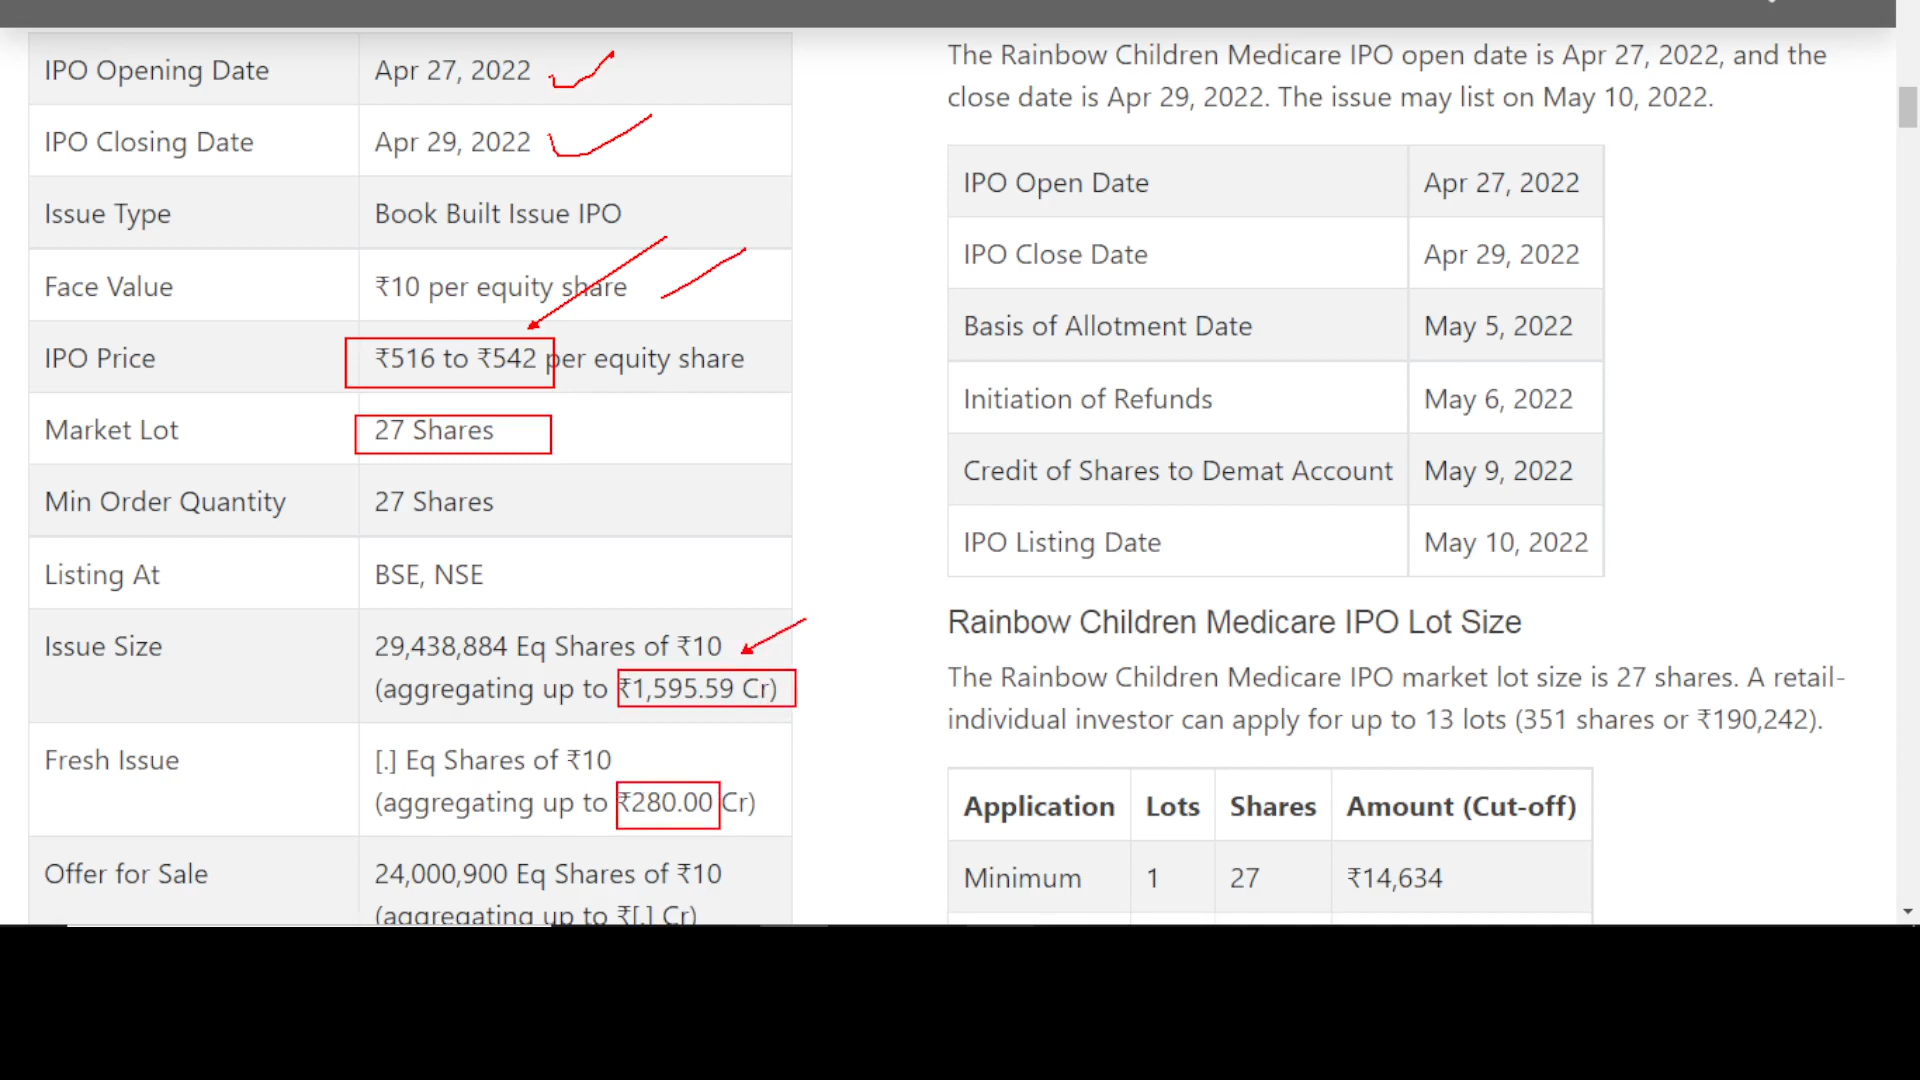 IPO Opening Date Apr 27, 2022
IPO Closing Date Apr 29, 2022
Issue Type Book Built Issue IPO
Face Value ₹10 per equity share
IPO Price ₹516 to ₹542 per equity share
Market Lot 27 Shares
Min Order Quantity 27 Shares
Listing At BSE, NSE
Issue Size 29,438,884 Eq Shares of ₹10
(aggregating up to ₹1,595.59 Cr)
Fresh Issue [.] Eq Shares of ₹10
(aggregating up to ₹280.00 Cr)
Offer for Sale 24,000,900 Eq Shares of ₹10
(aggregating up to ₹[.] Cr)
The Rainbow Children Medicare IPO open date is Apr 27, 2022, and the
close date is Apr 29, 2022. The issue may list on May 10, 2022.
IPO Open Date Apr 27, 2022
IPO Close Date Apr 29, 2022
Basis of Allotment Date May 5, 2022
Initiation of Refunds May 6, 2022
Credit of Shares to Demat Account May 9, 2022
IPO Listing Date May 10, 2022
Rainbow Children Medicare IPO Lot Size
The Rainbow Children Medicare IPO market lot size is 27 shares. A retail-
individual investor can apply for up to 13 lots (351 shares or ₹190,242).
Application Lots Shares Amount (Cut-off)
Minimum 1 27 ₹14,634